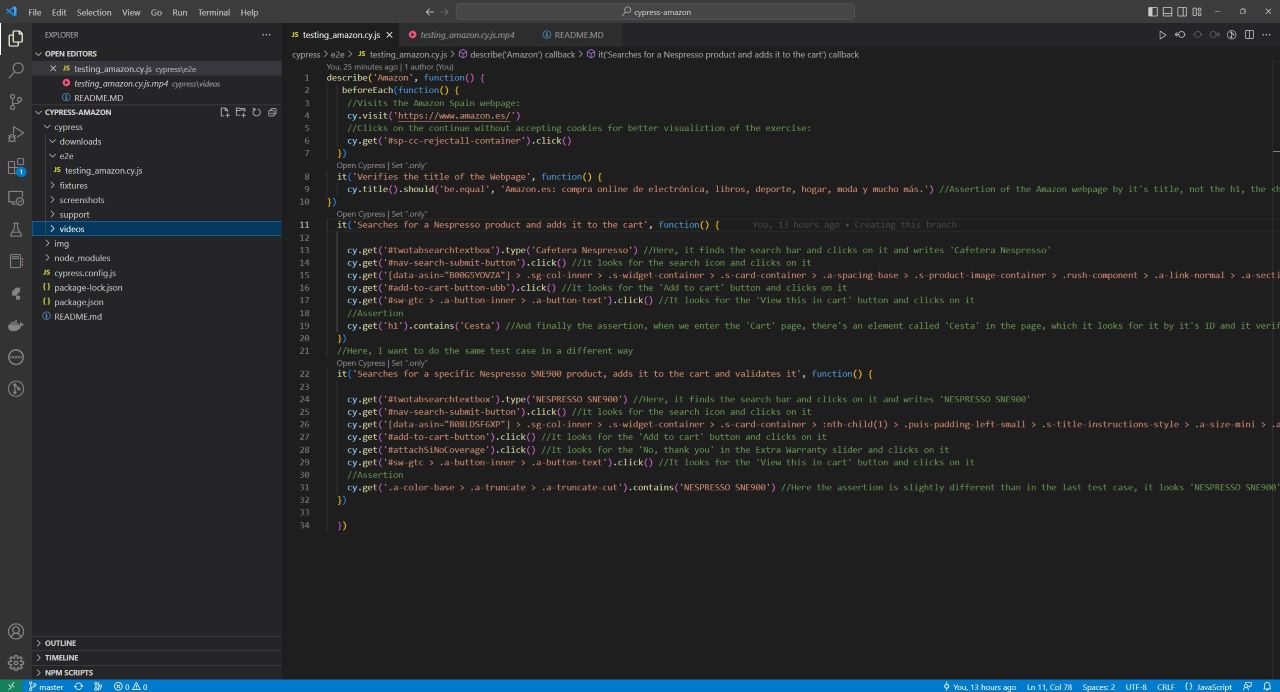 File Edit Selection View Go Run Terminal Help
cypress-amazon
EXPLORER
OPEN EDITORS
JS testing_amazon.cy.js cypress\e2e
testing_amazon.cy.js.mp4 cypress\videos
README.MD
CYPRESS-AMAZON
cypress
downloads
e2e
JS testing_amazon.cy.js
fixtures
screenshots
support
videos
img
node_modules
JS cypress.config.js
{} package-lock.json
{} package.json
README.md
OUTLINE
TIMELINE
NPM SCRIPTS
1
JS testing_amazon.cy.js
testing_amazon.cy.js.mp4
README.MD
cypress > e2e > JS testing_amazon.cy.js > describe('Amazon') callback > it('Searches for a Nespresso product and adds it to the cart') callback
You, 25 minutes ago | 1 author (You)
1 describe('Amazon', function() {
2 beforeEach(function() {
3 //Visits the Amazon Spain webpage:
4 cy.visit('https://www.amazon.es/')
5 //Clicks on the continue without accepting cookies for better visualiztion of the exercise:
6 cy.get('#sp-cc-rejectall-container').click()
7 })
Open Cypress | Set ".only"
8 it('Verifies the title of the Webpage', function() {
9 cy.title().should('be.equal', 'Amazon.es: compra online de electrónica, libros, deporte, hogar, moda y mucho más.') //Assertion of the Amazon webpage by it's title, not the h1, the <h
10 })
Open Cypress | Set ".only"
11 it('Searches for a Nespresso product and adds it to the cart', function() { You, 13 hours ago • Creating this branch
12
13 cy.get('#twotabsearchtextbox').type('Cafetera Nespresso') //Here, it finds the search bar and clicks on it and writes 'Cafetera Nespresso'
14 cy.get('#nav-search-submit-button').click() //It looks for the search icon and clicks on it
15 cy.get('[data-asin="B00G5YOVZA"] > .sg-col-inner > .s-widget-container > .s-card-container > .a-spacing-base > .s-product-image-container > .rush-component > .a-link-normal > .a-secti
16 cy.get('#add-to-cart-button-ubb').click() //It looks for the 'Add to cart' button and clicks on it
17 cy.get('#sw-gtc > .a-button-inner > .a-button-text').click() //It looks for the 'View this in cart' button and clicks on it
18 //Assertion
19 cy.get('h1').contains('Cesta') //And finally the assertion, when we enter the 'Cart' page, there's an element called 'Cesta' in the page, which it looks for it by it's ID and it verif
20 })
21 //Here, I want to do the same test case in a different way
Open Cypress | Set ".only"
22 it('Searches for a specific Nespresso SNE900 product, adds it to the cart and validates it', function() {
23
24 cy.get('#twotabsearchtextbox').type('NESPRESSO SNE900') //Here, it finds the search bar and clicks on it and writes 'NESPRESSO SNE900'
25 cy.get('#nav-search-submit-button').click() //It looks for the search icon and clicks on it
26 cy.get('[data-asin="B08LDSF6XP"] > .sg-col-inner > .s-widget-container > .s-card-container > :nth-child(1) > .puis-padding-left-small > .s-title-instructions-style > .a-size-mini > .a
27 cy.get('#add-to-cart-button').click() //It looks for the 'Add to cart' button and clicks on it
28 cy.get('#attachSiNoCoverage').click() //It looks for the 'No, thank you' in the Extra Warranty slider and clicks on it
29 cy.get('#sw-gtc > .a-button-inner > .a-button-text').click() //It looks for the 'View this in cart' button and clicks on it
30 //Assertion
31 cy.get('.a-color-base > .a-truncate > .a-truncate-cut').contains('NESPRESSO SNE900') //Here the assertion is slightly different than in the last test case, it looks 'NESPRESSO SNE900'
32 })
33
34 })
master 0 0 You, 13 hours ago Ln 11, Col 78 Spaces: 2 UTF-8 CRLF {} JavaScript